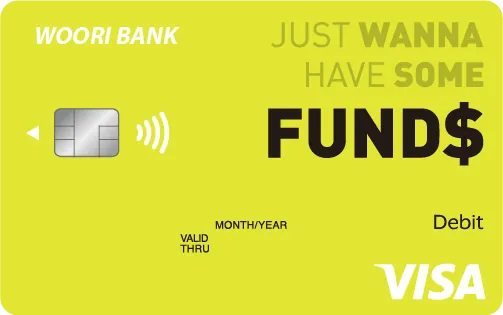 WOORI BANK
JUST WANNA
HAVE SOME
FUND$
MONTH/YEAR
VALID
THRU
Debit
VISA